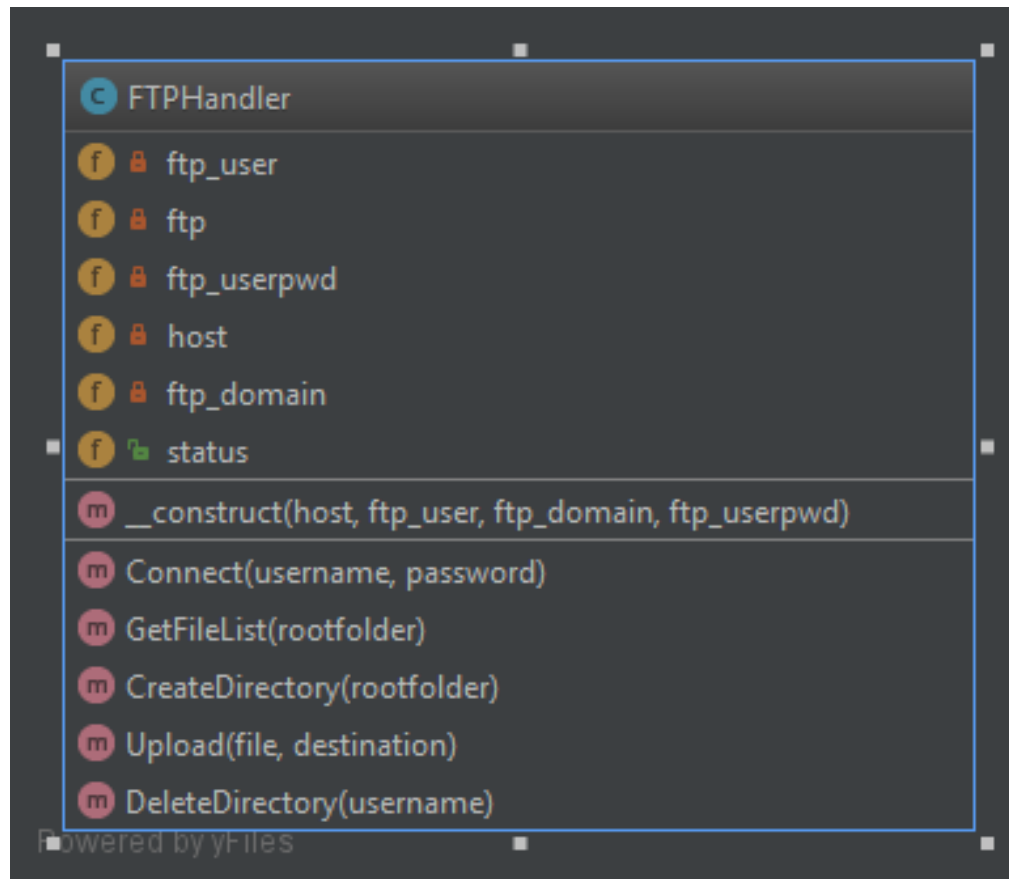 FTPHandler
ftp_user
ftp
ftp_userpwd
host
ftp_domain
status
__construct(host, ftp_user, ftp_domain, ftp_userpwd)
Connect(username, password)
GetFileList(rootfolder)
CreateDirectory(rootfolder)
Upload(file, destination)
DeleteDirectory(username)
Powered by yFiles